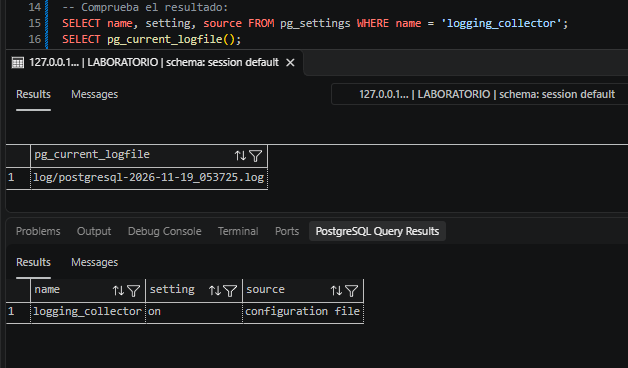 14 -- Comprueba el resultado:
15 SELECT name, setting, source FROM pg_settings WHERE name = 'logging_collector';
16 SELECT pg_current_logfile();
127.0.0.1... | LABORATORIO | schema: session default
Results Messages 127.0.0.1... | LABORATORIO | schema: session default
pg_current_logfile
1 log/postgresql-2026-11-19_053725.log
Problems Output Debug Console Terminal Ports PostgreSQL Query Results
Results Messages
name setting source
1 logging_collector on configuration file